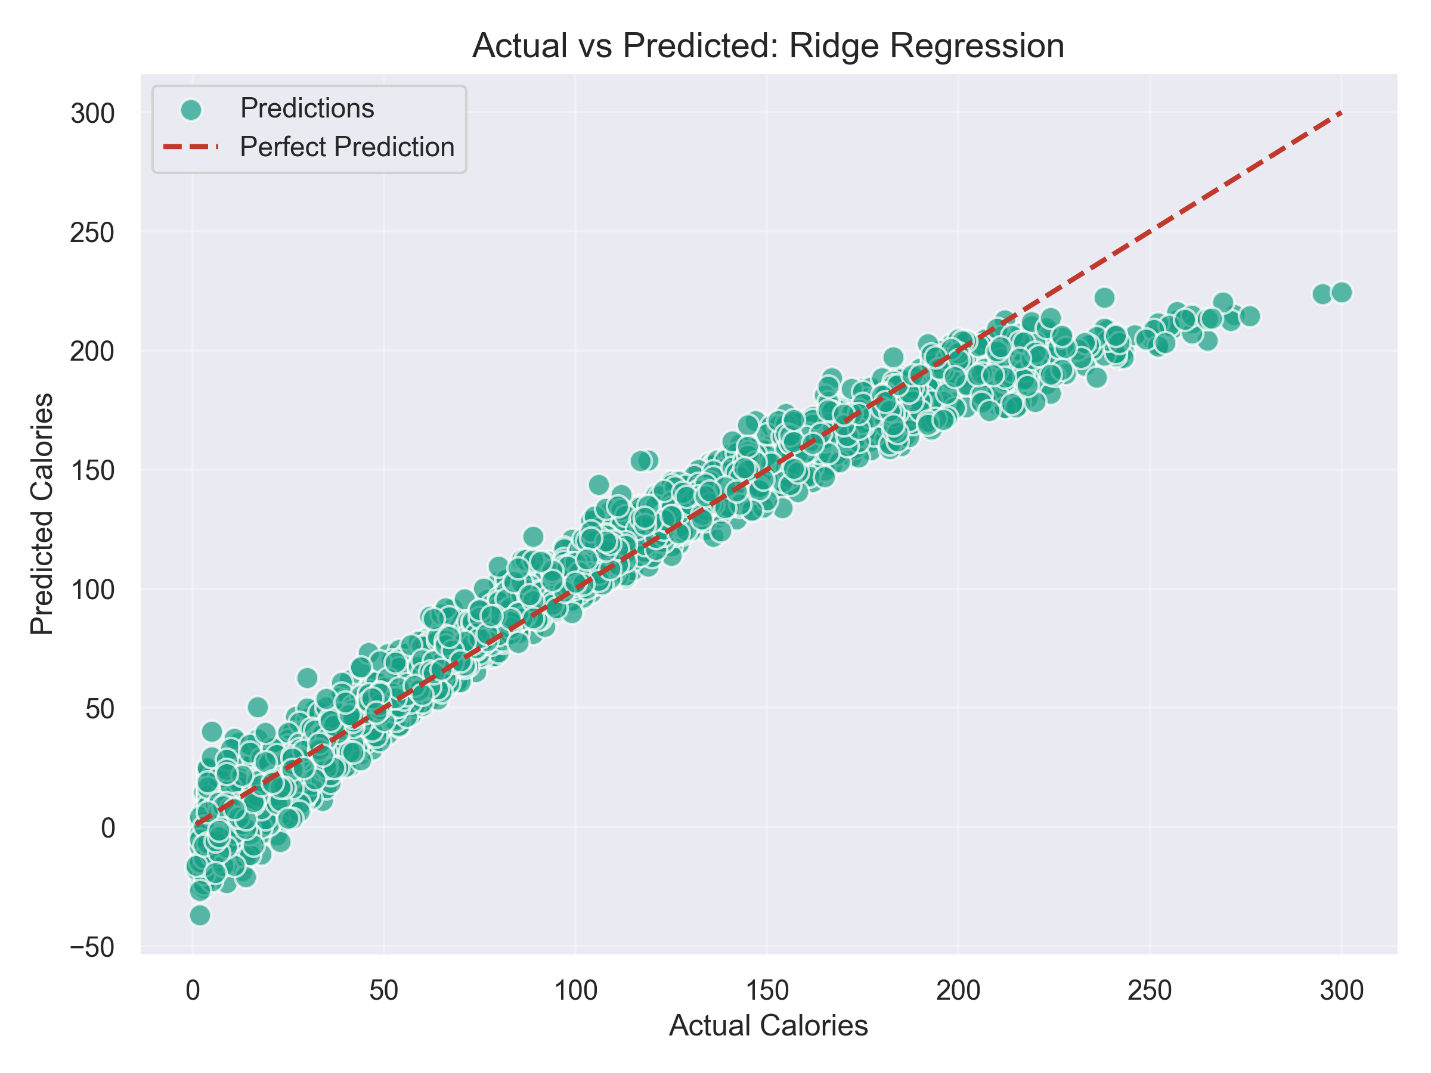 Actual vs Predicted: Ridge Regression
Predictions
Perfect Prediction
300
250
200
150
100
50
0
−50
Predicted Calories
0 50 100 150 200 250 300
Actual Calories